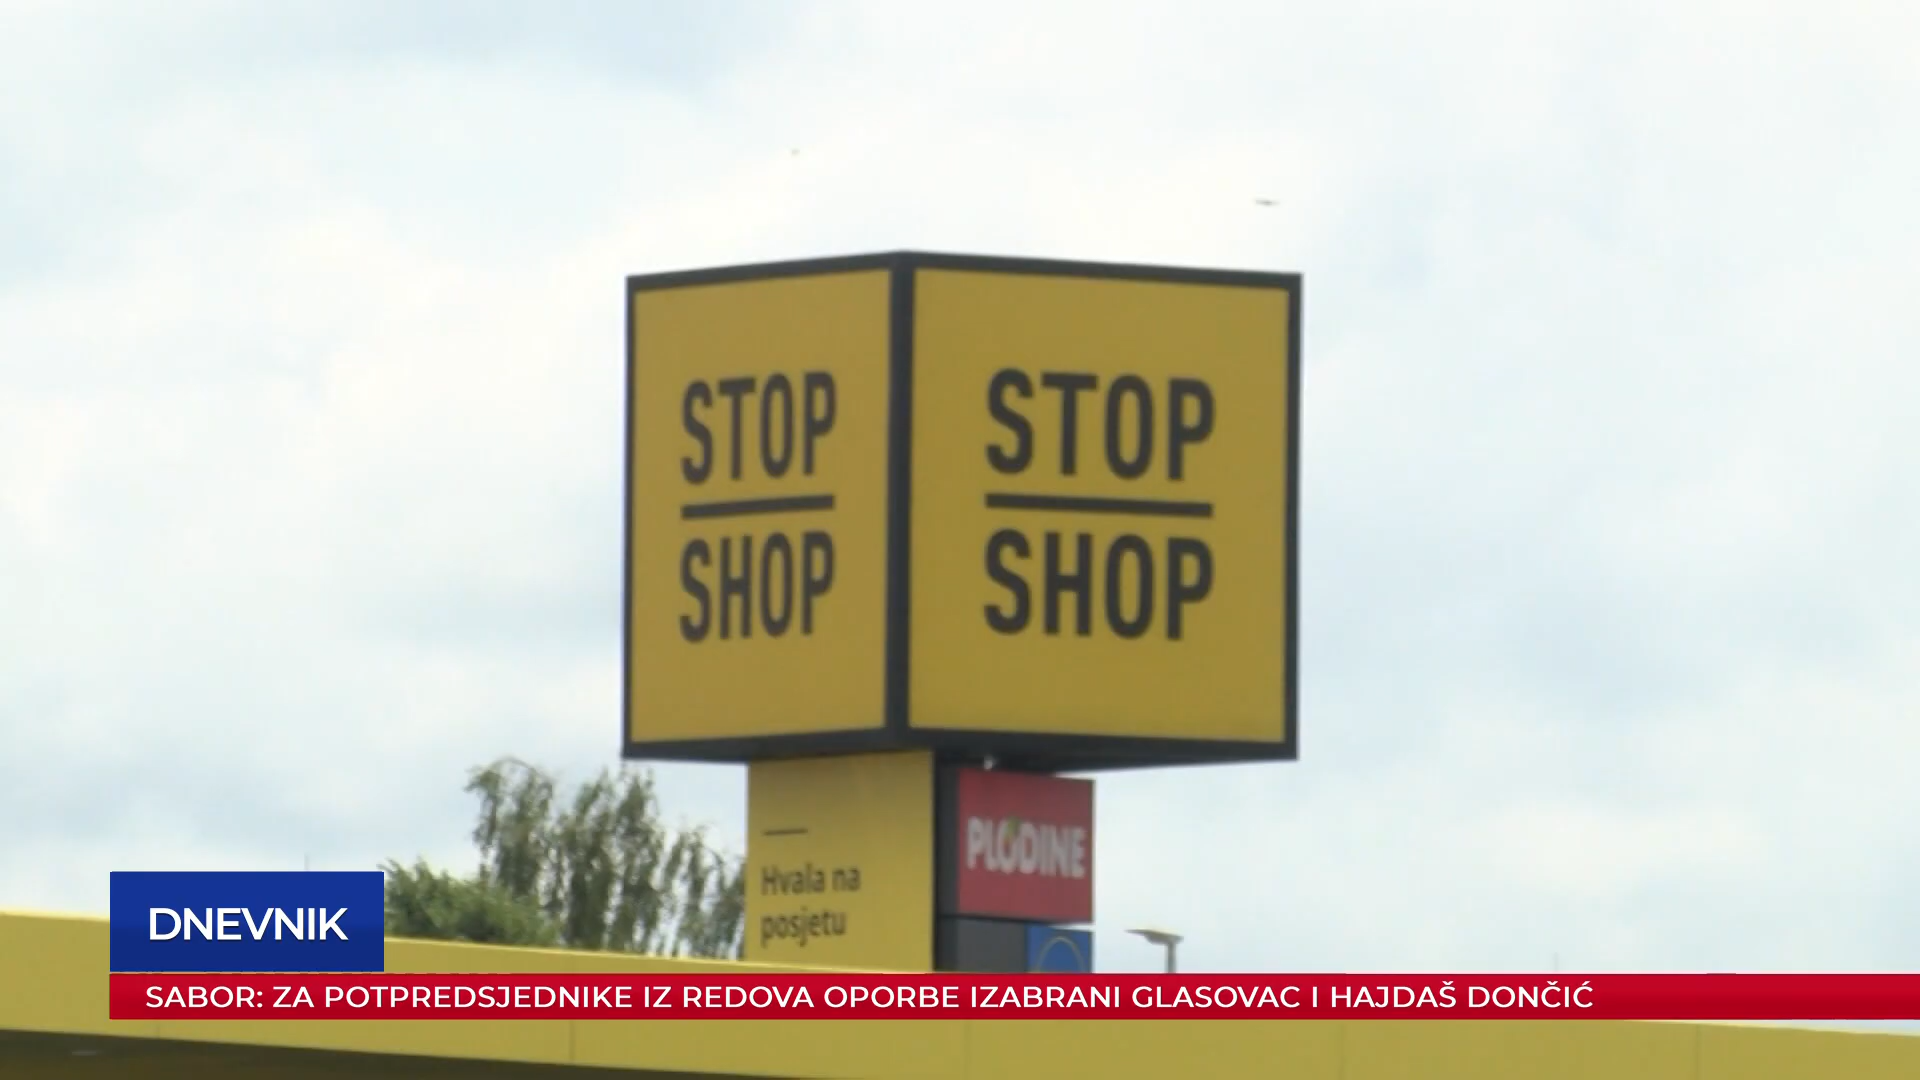 STOP
SHOP
STOP
SHOP
PLODINE
Hvala na
posjetu
DNEVNIK
SABOR: ZA POTPREDSJEDNIKE IZ REDOVA OPORBE IZABRANI GLASOVAC I HAJDAŠ DONČIĆ